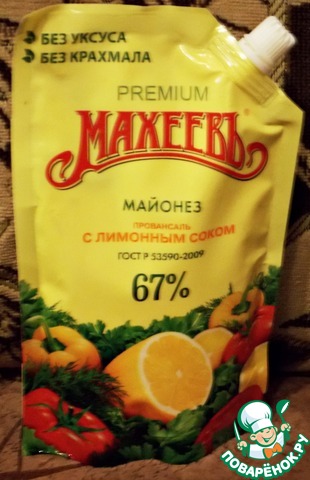 БЕЗ УКСУСА
БЕЗ КРАХМАЛА
PREMIUM
МАХЕЕВЪ
МАЙОНЕЗ
ПРОВАНСАЛЬ
С ЛИМОННЫМ СОКОМ
ГОСТ Р 53590-2009
67%
ПОВАРЁНОК.РУ